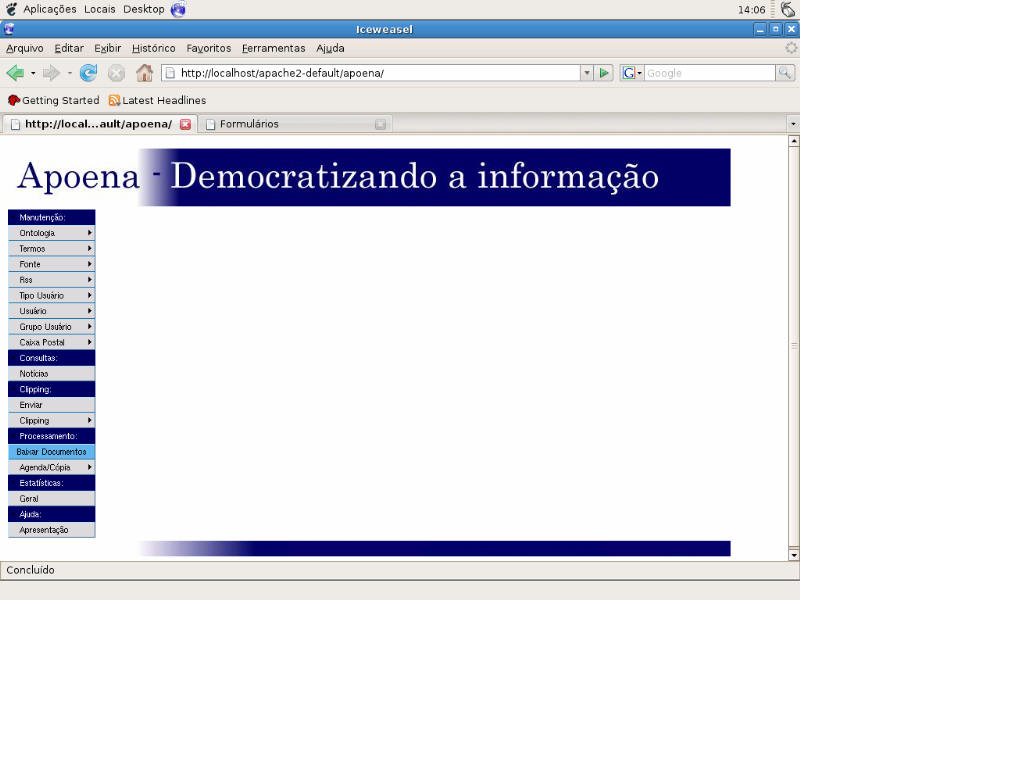 Aplicações Locais Desktop 14:06
Iceweasel
Arquivo Editar Exibir Histórico Favoritos Ferramentas Ajuda
http://localhost/apache2-default/apoena/ G Google
Getting Started Latest Headlines
http://local...ault/apoena/ Formulários
Apoena - Democratizando a informação
Manutenção:
Ontologia
Termos
Fonte
Rss
Tipo Usuário
Usuário
Grupo Usuário
Caixa Postal
Consultas:
Notícias
Clipping:
Enviar
Clipping
Processamento:
Baixar Documentos
Agenda/Cópia
Estatísticas:
Geral
Ajuda:
Apresentação
Concluído